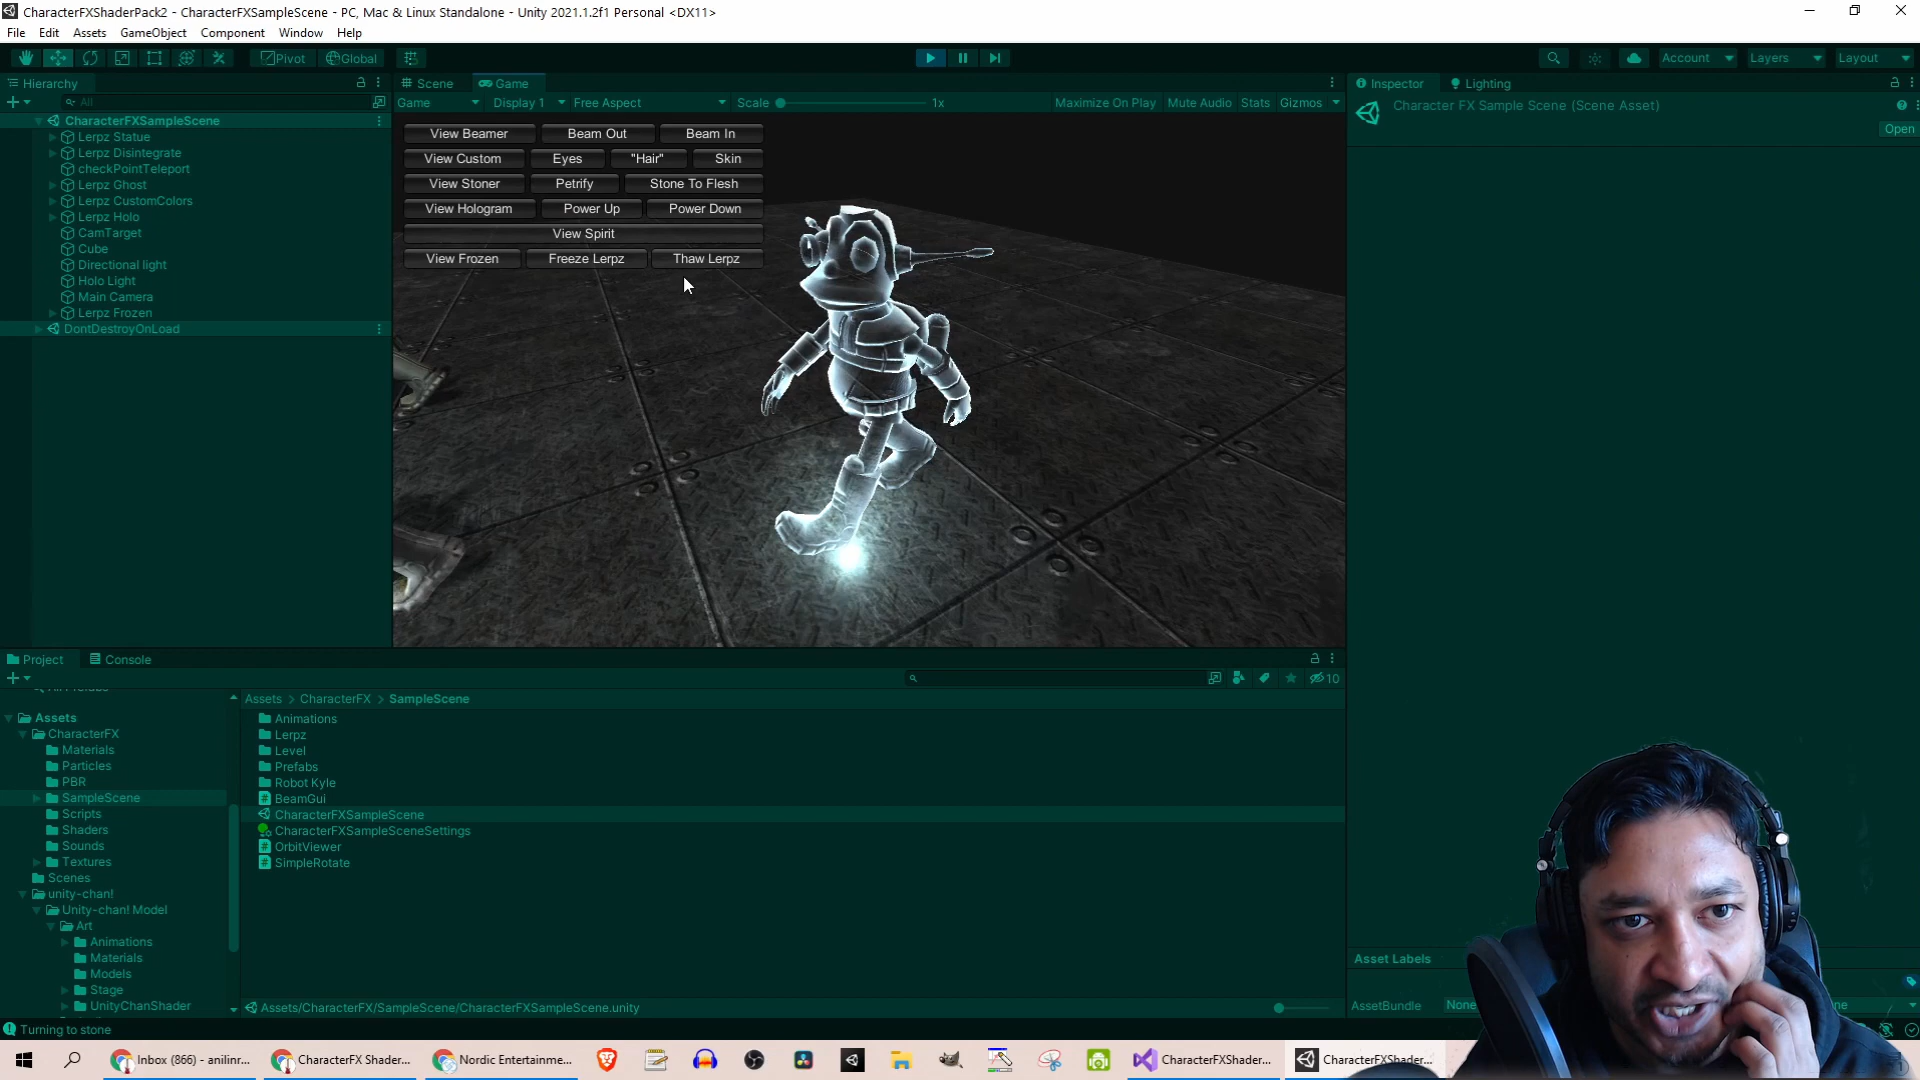 CharacterFXShaderPack2 - CharacterFXSampleScene - PC, Mac & Linux Standalone - Unity 2021.1.2f1 Personal <DX11>
File Edit Assets GameObject Component Window Help
Pivot Global Account Layers Layout
Hierarchy
All
CharacterFXSampleScene
Lerpz Statue
Lerpz Disintegrate
checkPointTeleport
Lerpz Ghost
Lerpz CustomColors
Lerpz Holo
CamTarget
Cube
Directional light
Holo Light
Main Camera
Lerpz Frozen
DontDestroyOnLoad
Scene Game
Game Display 1 Free Aspect Scale 1x Maximize On Play Mute Audio Stats Gizmos
View Beamer Beam Out Beam In
View Custom Eyes "Hair" Skin
View Stoner Petrify Stone To Flesh
View Hologram Power Up Power Down
View Spirit
View Frozen Freeze Lerpz Thaw Lerpz
Inspector Lighting
Character FX Sample Scene (Scene Asset)
Open
Project Console
10
All Prefabs
Assets
CharacterFX
Materials
Particles
PBR
SampleScene
Scripts
Shaders
Sounds
Textures
Scenes
unity-chan!
Unity-chan! Model
Art
Animations
Materials
Models
Stage
UnityChanShader
Assets > CharacterFX > SampleScene
Animations
Lerpz
Level
Prefabs
Robot Kyle
BeamGui
CharacterFXSampleScene
CharacterFXSampleSceneSettings
OrbitViewer
SimpleRotate
Assets/CharacterFX/SampleScene/CharacterFXSampleScene.unity
Asset Labels
AssetBundle None
Turning to stone
Inbox (866) - anilinr... CharacterFX Shader... Nordic Entertainme... CharacterFXShader... CharacterFXShader...